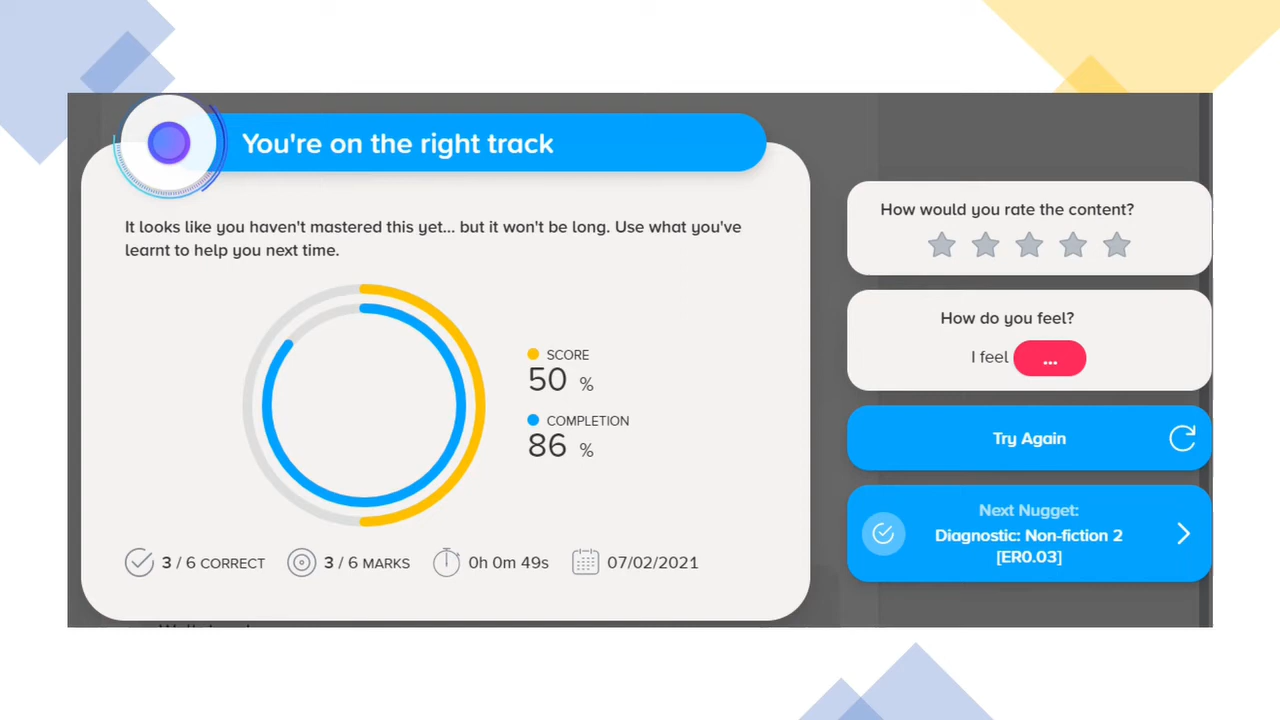 You're on the right track
It looks like you haven't mastered this yet... but it won't be long. Use what you've
learnt to help you next time.
SCORE
50 %
COMPLETION
86 %
3 / 6 CORRECT
3 / 6 MARKS
0h 0m 49s
07/02/2021
How would you rate the content?
How do you feel?
I feel ...
Try Again
Next Nugget:
Diagnostic: Non-fiction 2
[ER0.03]